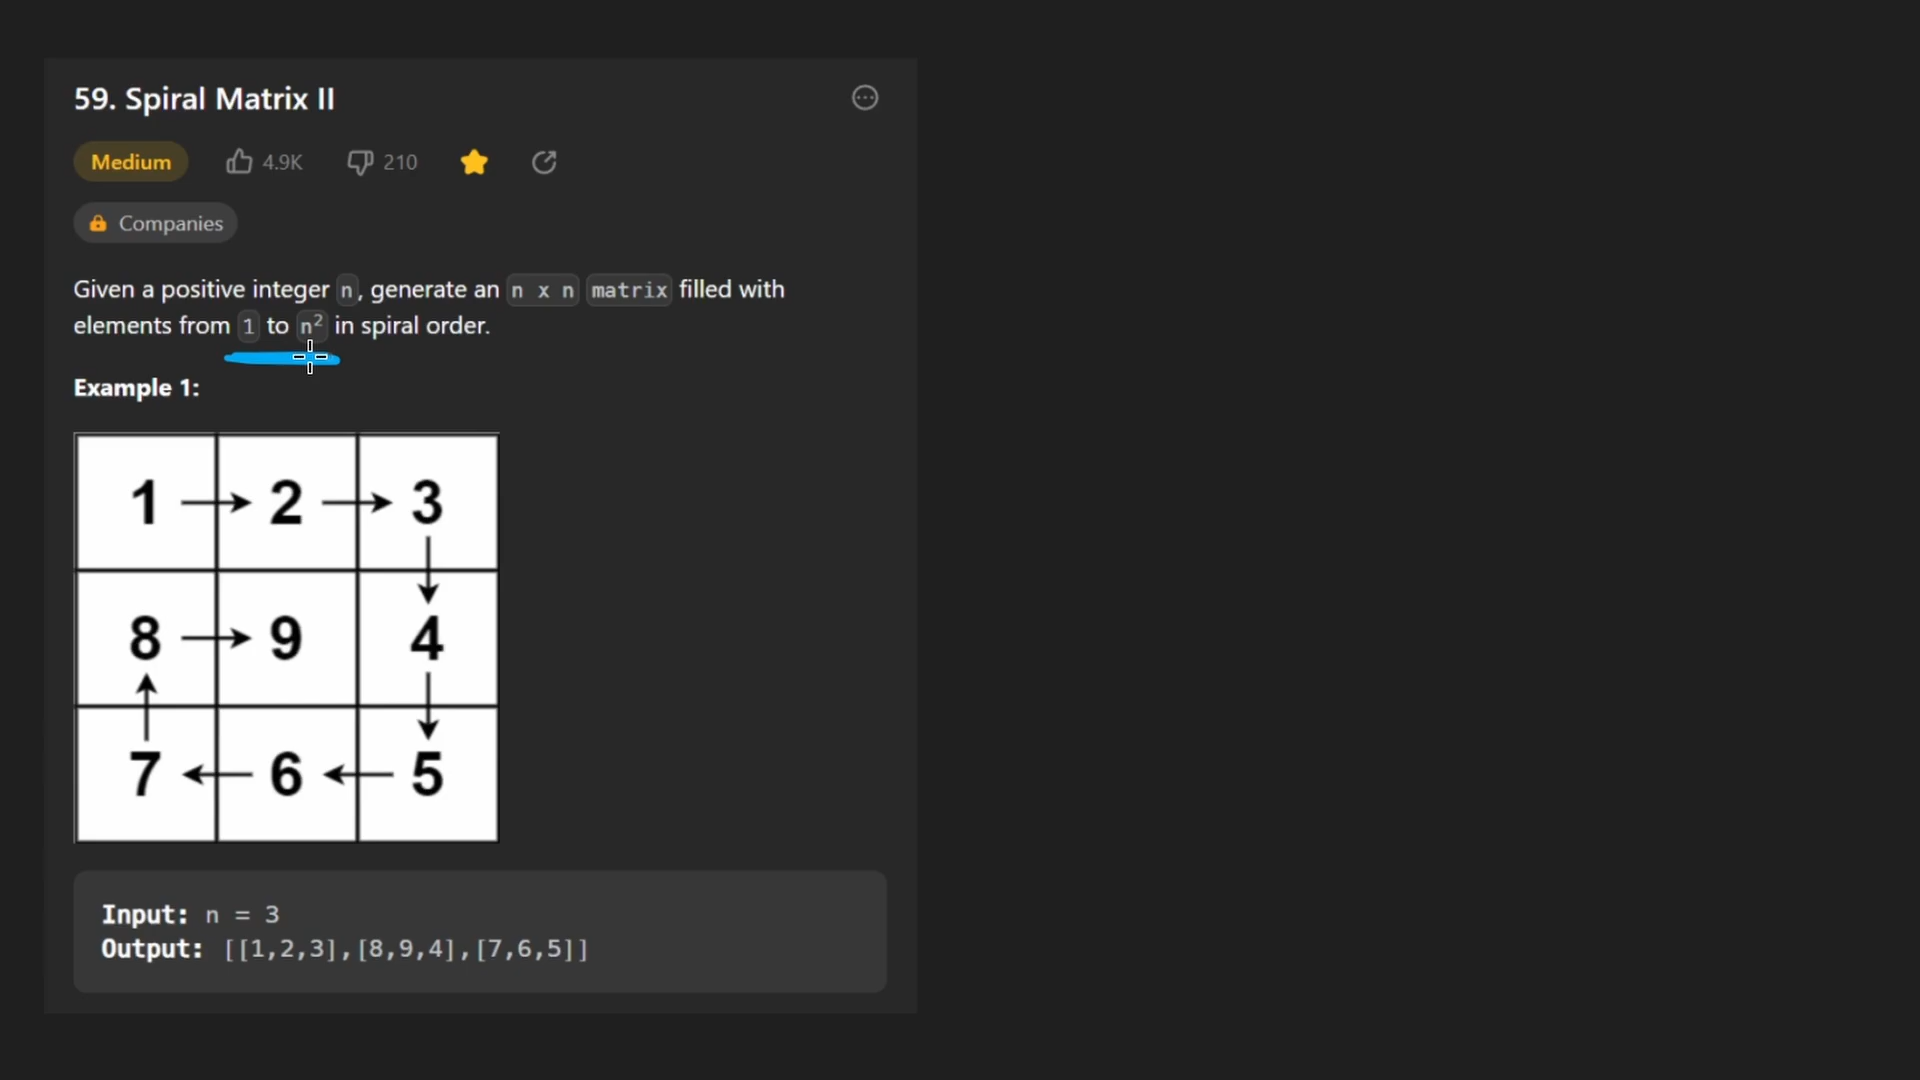 59. Spiral Matrix II
Medium 4.9K 210
Companies
Given a positive integer n, generate an n x n matrix filled with
elements from 1 to n² in spiral order.
Example 1:
1 2 3
8 9 4
7 6 5
Input: n = 3
Output: [[1,2,3],[8,9,4],[7,6,5]]